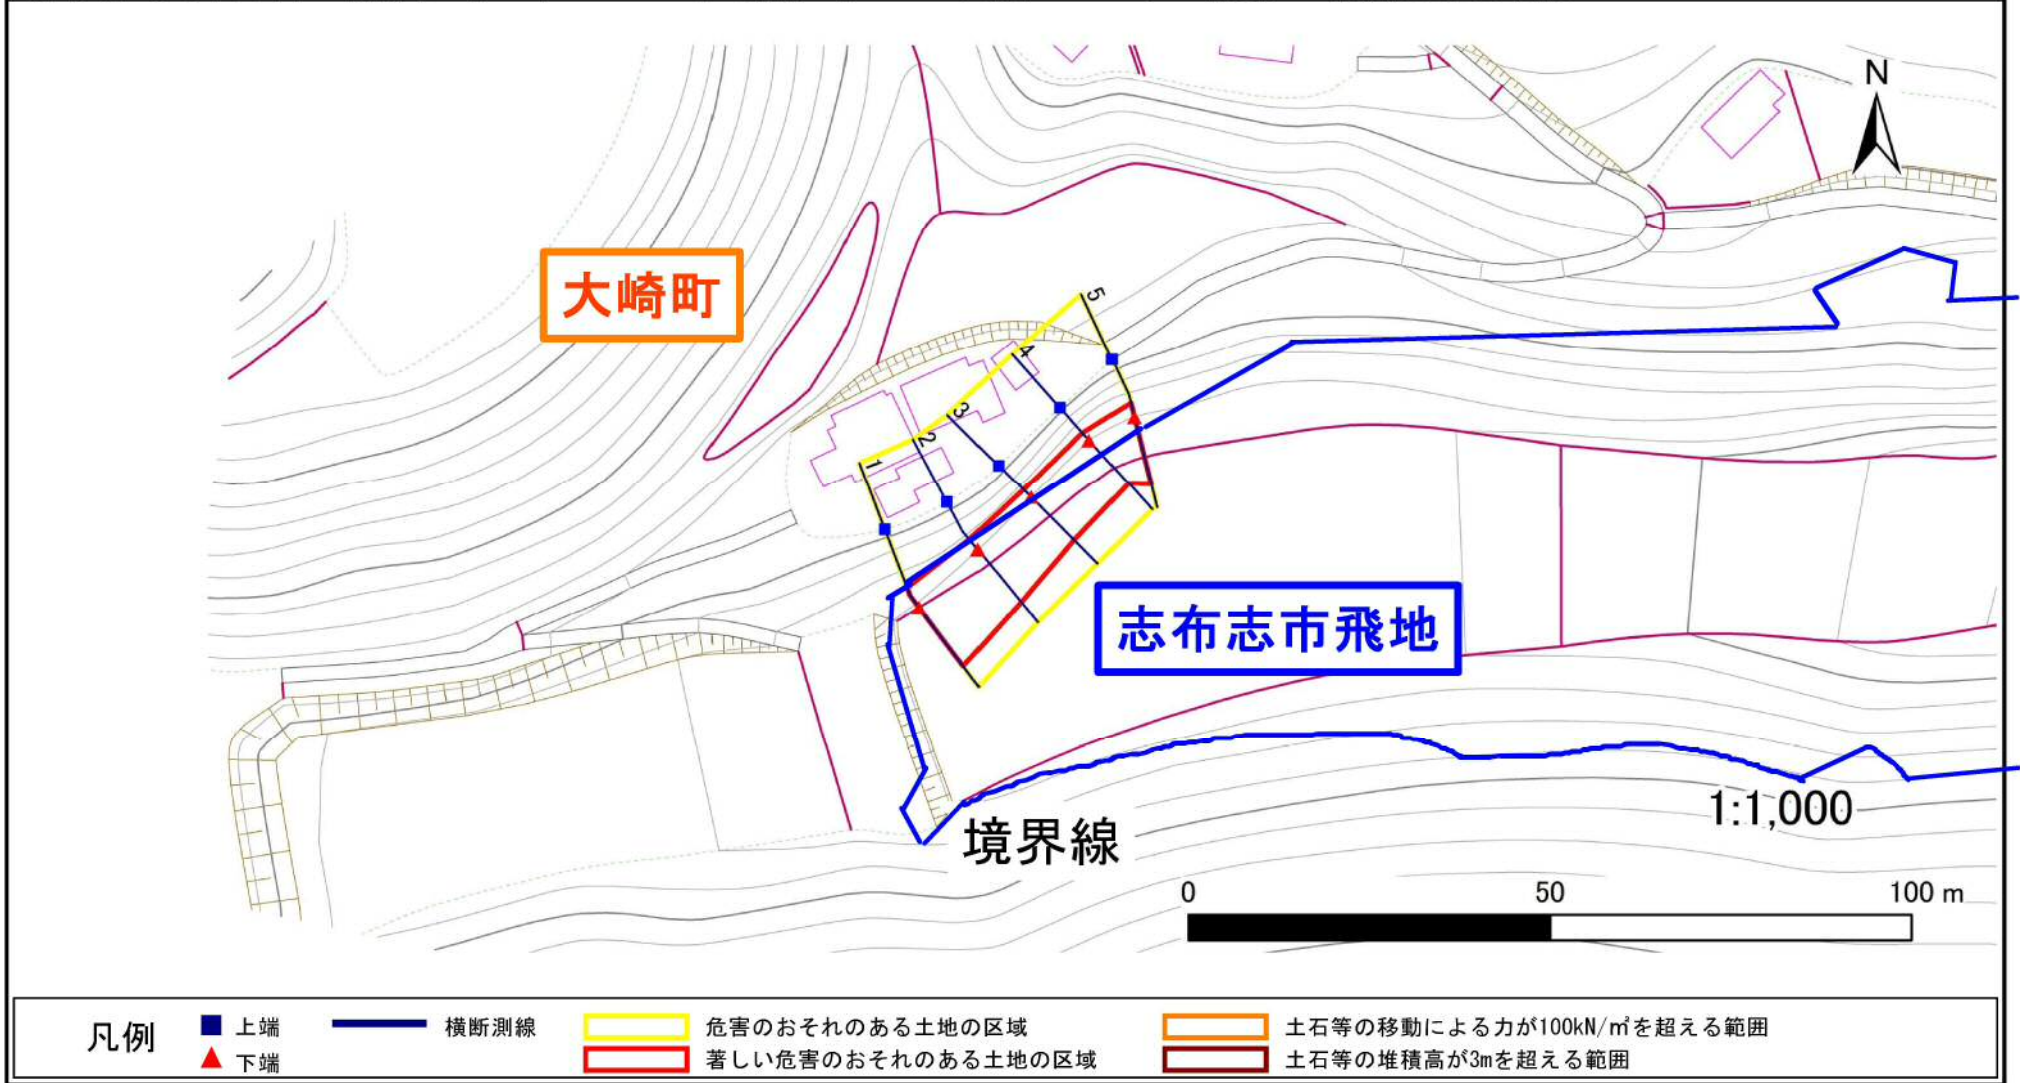 N
大崎町
5
4
3
2
1
志布志市飛地
1:1,000
境界線
0 50 100 m
凡例
上端
横断測線
危害のおそれのある土地の区域
土石等の移動による力が100kN/㎡を超える範囲
下端
著しい危害のおそれのある土地の区域
土石等の堆積高が3mを超える範囲